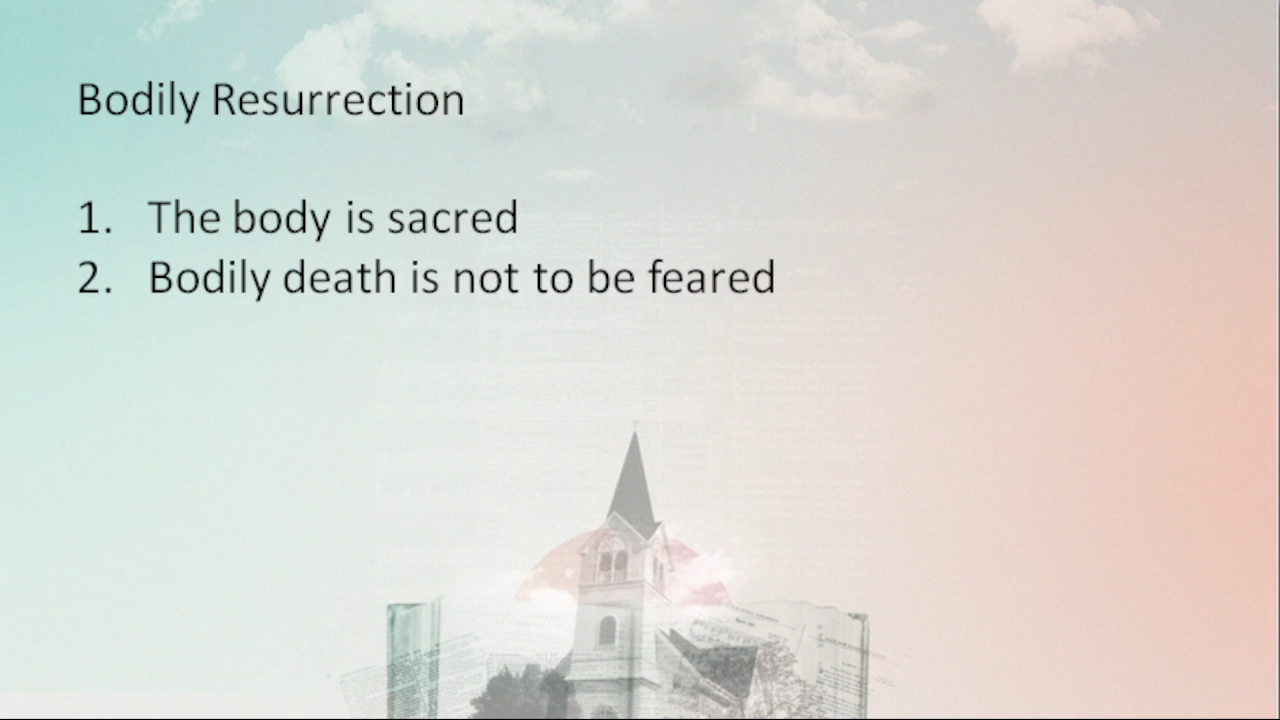 Bodily Resurrection
1. The body is sacred
2. Bodily death is not to be feared